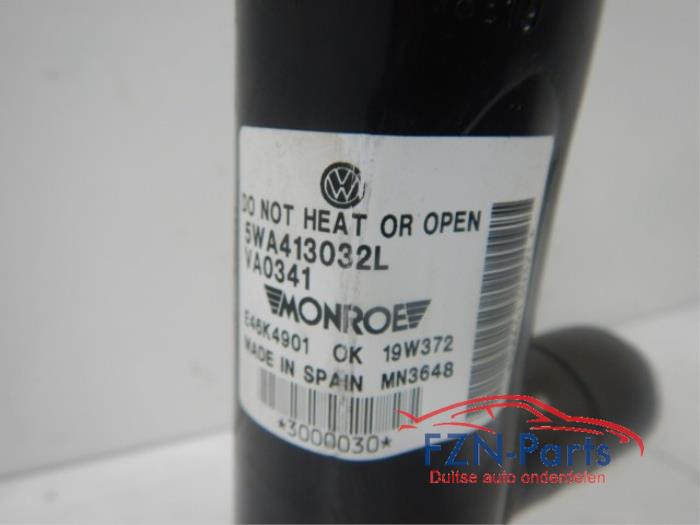 VW
DO NOT HEAT OR OPEN
5WA413032L
VA0341
MONROE
E46K4901 OK 19W372
MADE IN SPAIN MN3648
*3000030*
FZN-Parts
Duitse auto onderdelen